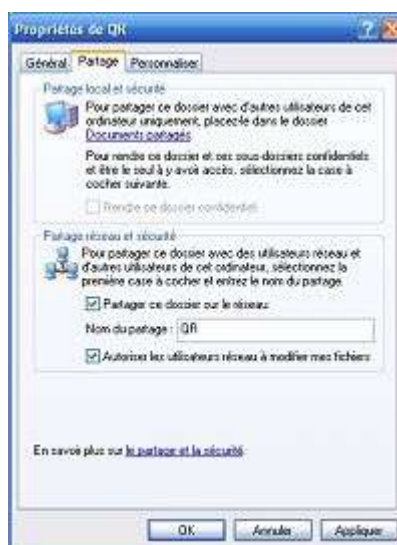 Propriétés de QR
Général Partage Personnaliser
Partage local et sécurité
Pour partager ce dossier avec d'autres utilisateurs de cet
ordinateur uniquement, placez-le dans le dossier
Documents partagés.
Pour rendre ce dossier et ses sous-dossiers confidentiels
et être le seul à y avoir accès, sélectionnez la case à
cocher suivante.
Rendre ce dossier confidentiel
Partage réseau et sécurité
Pour partager ce dossier avec des utilisateurs réseau et
d'autres utilisateurs de cet ordinateur, sélectionnez la
première case à cocher et entrez le nom du partage.
Partager ce dossier sur le réseau
Nom du partage : QR
Autoriser les utilisateurs réseau à modifier mes fichiers
En savoir plus sur le partage et la sécurité.
OK Annuler Appliquer